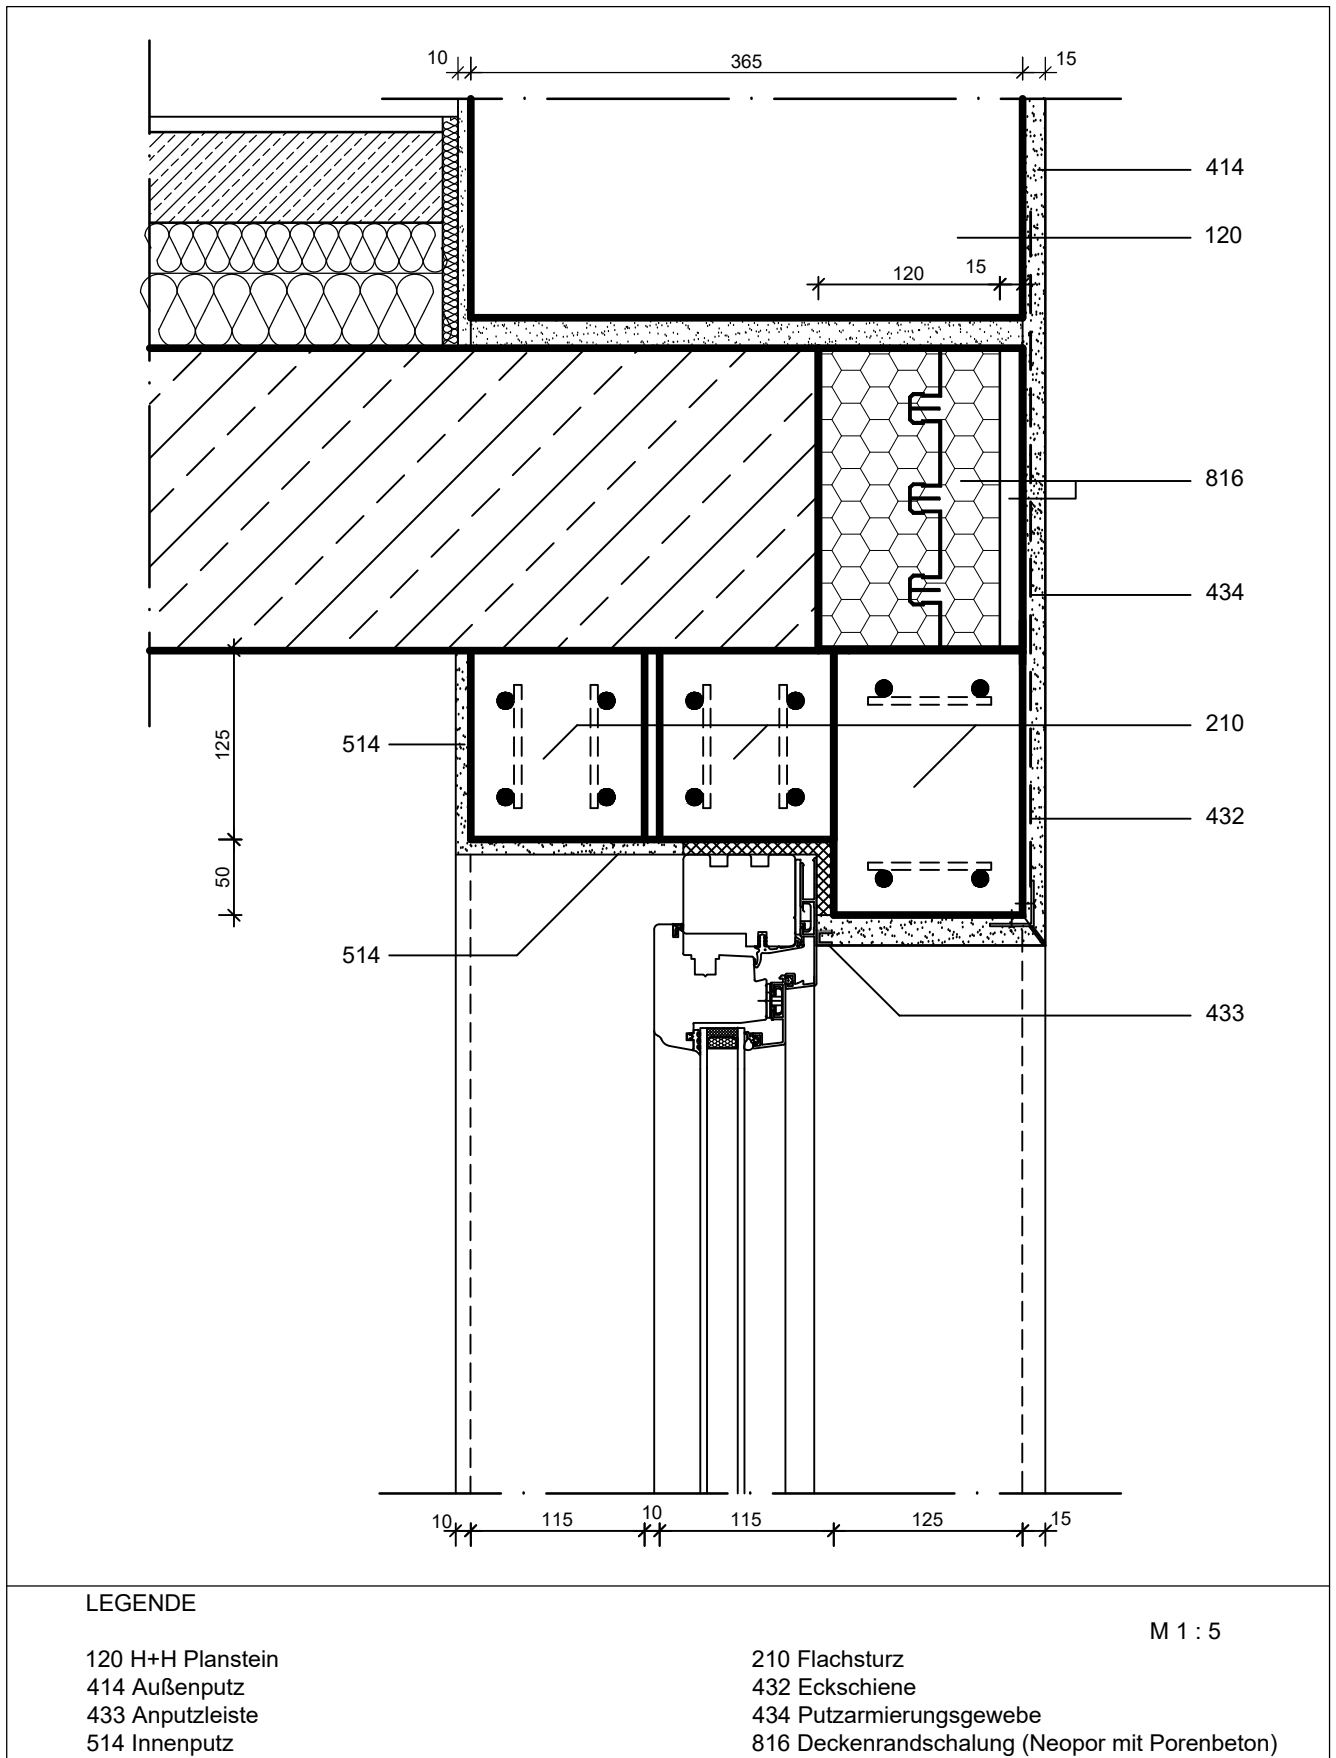 10 365 15
414
120
120 15
816
434
210
514
125
432
50
514
433
10 115 10 115 125 15
LEGENDE
M 1 : 5
120 H+H Planstein
414 Außenputz
433 Anputzleiste
514 Innenputz
210 Flachsturz
432 Eckschiene
434 Putzarmierungsgewebe
816 Deckenrandschalung (Neopor mit Porenbeton)